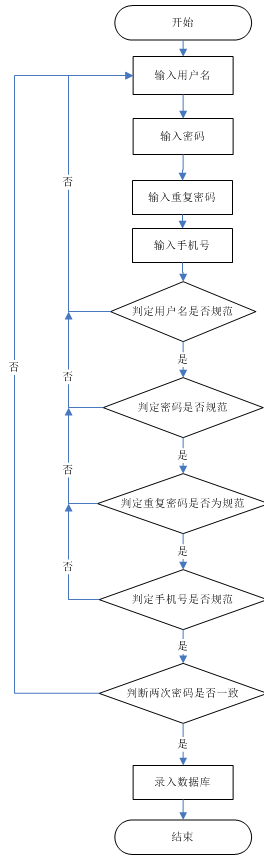 开始
输入用户名
输入密码
输入重复密码
输入手机号
否
判定用户名是否规范
是
否
否
判定密码是否规范
是
否
判定重复密码是否为规范
是
否
判定手机号是否规范
是
判断两次密码是否一致
是
录入数据库
结束